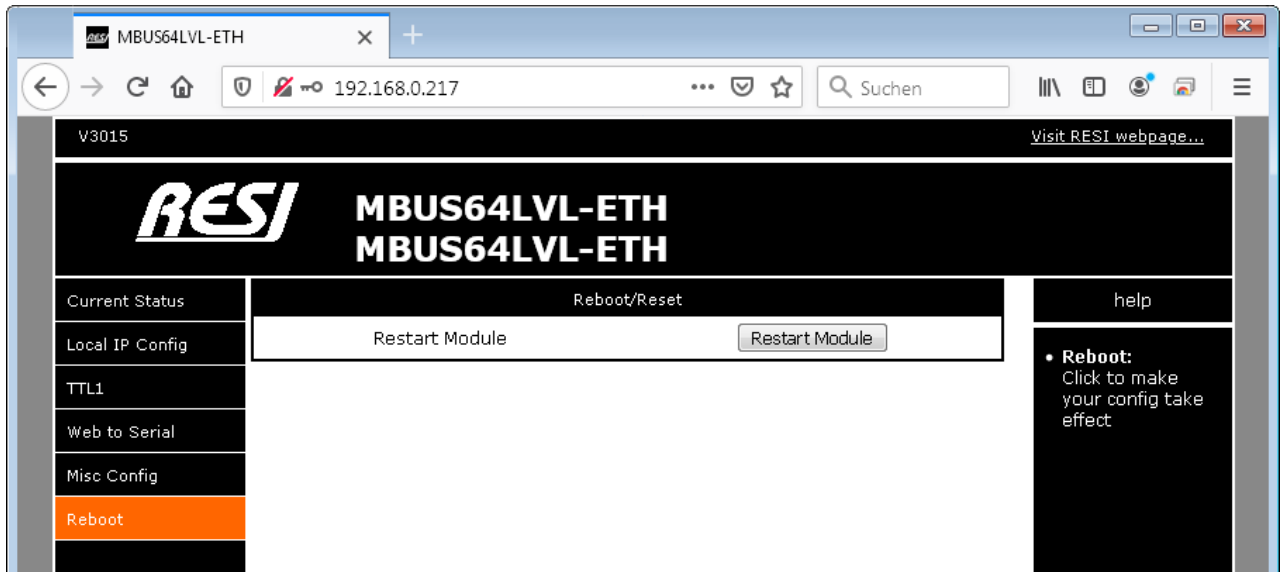 RESI MBUS64LVL-ETH
192.168.0.217
Suchen
V3015
Visit RESI webpage...
RESI
MBUS64LVL-ETH
MBUS64LVL-ETH
Current Status
Local IP Config
TTL1
Web to Serial
Misc Config
Reboot
Reboot/Reset
Restart Module
Restart Module
help
• Reboot:
Click to make
your config take
effect